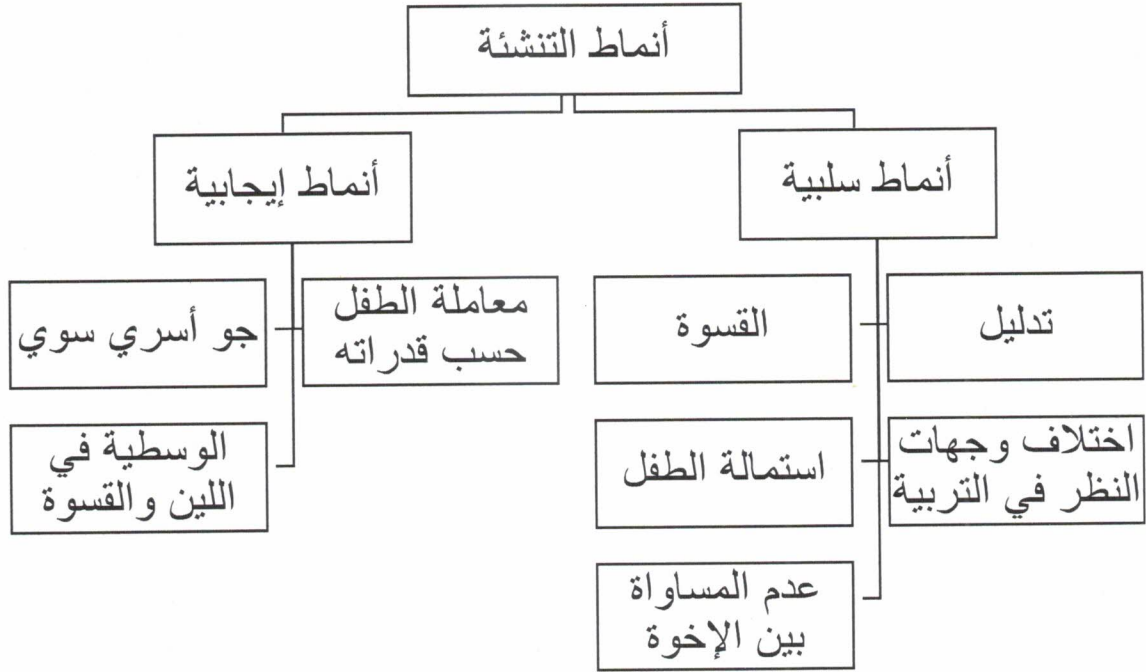 أنماط التنشئة
أنماط سلبية
أنماط إيجابية
تدليل
القسوة
معاملة الطفل
حسب قدراته
جو أسري سوي
اختلاف وجهات
النظر في التربية
استمالة الطفل
الوسطية في
اللين والقسوة
عدم المساواة
بين الإخوة